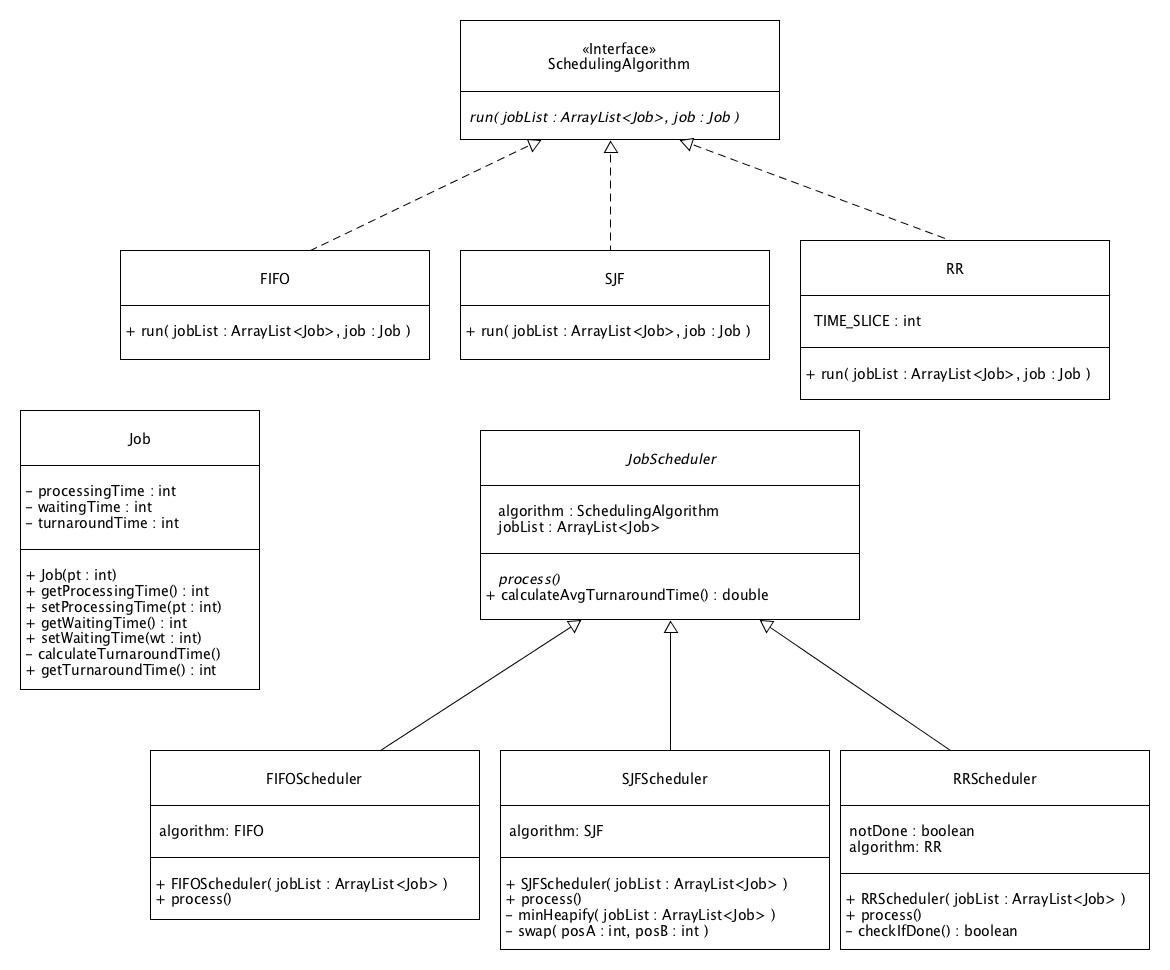 «Interface»
SchedulingAlgorithm
run( jobList : ArrayList<Job>, job : Job )
FIFO
+ run( jobList : ArrayList<Job>, job : Job )
SJF
+ run( jobList : ArrayList<Job>, job : Job )
RR
TIME_SLICE : int
+ run( jobList : ArrayList<Job>, job : Job )
Job
– processingTime : int
– waitingTime : int
– turnaroundTime : int
+ Job(pt : int)
+ getProcessingTime() : int
+ setProcessingTime(pt : int)
+ getWaitingTime() : int
+ setWaitingTime(wt : int)
– calculateTurnaroundTime()
+ getTurnaroundTime() : int
JobScheduler
algorithm : SchedulingAlgorithm
jobList : ArrayList<Job>
process()
+ calculateAvgTurnaroundTime() : double
FIFOScheduler
algorithm: FIFO
+ FIFOScheduler( jobList : ArrayList<Job> )
+ process()
SJFScheduler
algorithm: SJF
+ SJFScheduler( jobList : ArrayList<Job> )
+ process()
– minHeapify( jobList : ArrayList<Job> )
– swap( posA : int, posB : int )
RRScheduler
notDone : boolean
algorithm: RR
+ RRScheduler( jobList : ArrayList<Job> )
+ process()
– checkIfDone() : boolean